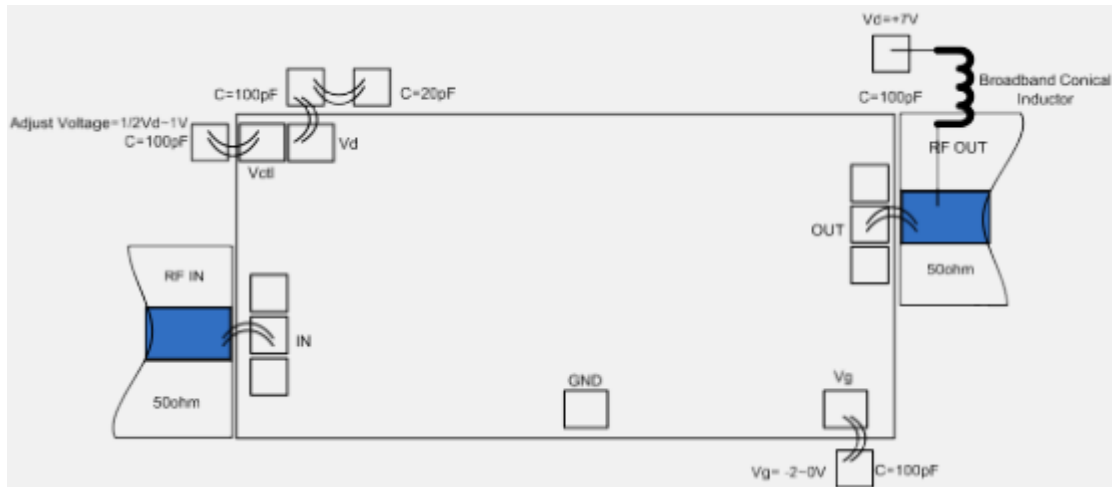 Vd=+7V
C=100pF
Broadband Conical
Inductor
C=100pF
C=20pF
Adjust Voltage=1/2Vd-1V
C=100pF
Vd
Vctl
RF OUT
OUT
50ohm
RF IN
IN
50ohm
GND
Vg
Vg= -2~0V
C=100pF